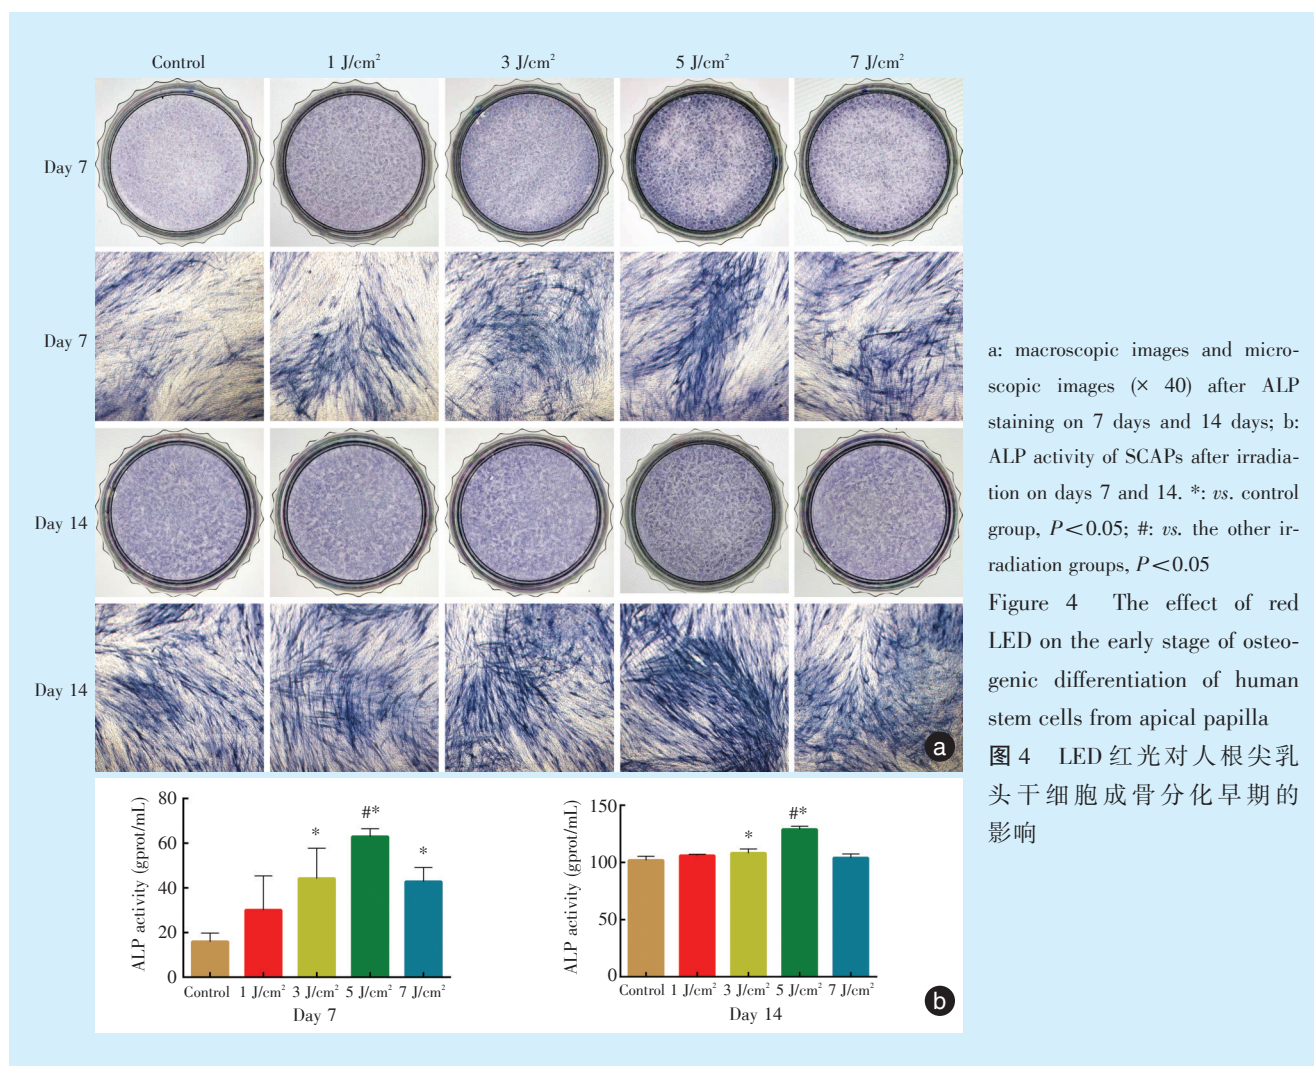 Control 1 J/cm² 3 J/cm² 5 J/cm² 7 J/cm²
Day 7
Day 7
Day 14
Day 14
a
80
60
40
20
0
ALP activity (gprot/mL)
*
#*
*
Control 1 J/cm² 3 J/cm² 5 J/cm² 7 J/cm²
Day 7
150
100
50
0
ALP activity (gprot/mL)
*
#*
Control 1 J/cm² 3 J/cm² 5 J/cm² 7 J/cm²
Day 14
b
a: macroscopic images and micro-
scopic images (× 40) after ALP
staining on 7 days and 14 days; b:
ALP activity of SCAPs after irradia-
tion on days 7 and 14. *: vs. control
group, P<0.05; #: vs. the other ir-
radiation groups, P<0.05
Figure 4 The effect of red
LED on the early stage of osteo-
genic differentiation of human
stem cells from apical papilla
图 4 LED 红光对人根尖乳
头干细胞成骨分化早期的
影响